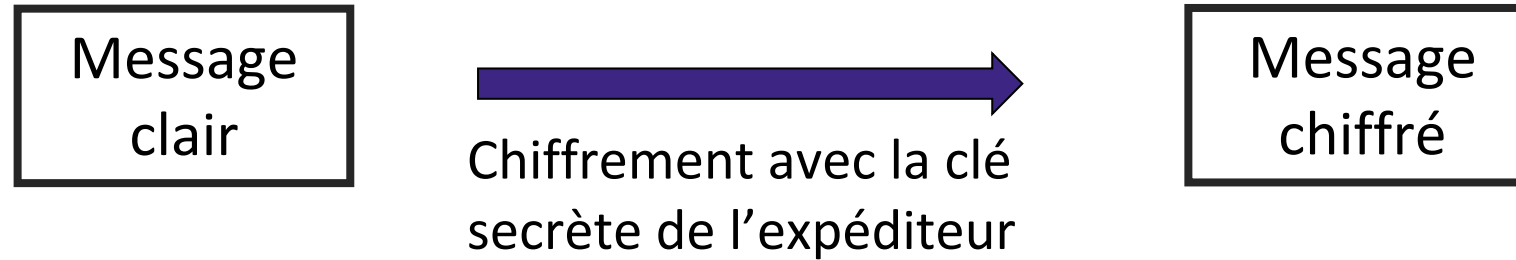 Message
clair
Chiffrement avec la clé
secrète de l’expéditeur
Message
chiffré